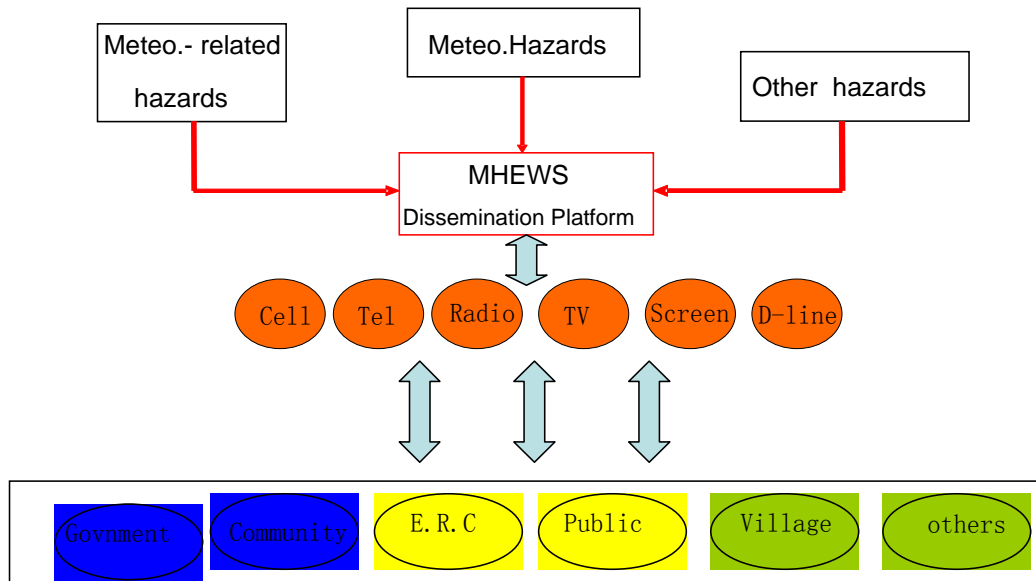 Meteo.- related
hazards
Meteo.Hazards
Other hazards
MHEWS
Dissemination Platform
Cell
Tel
Radio
TV
Screen
D-line
Govnment
Community
E.R.C
Public
Village
others